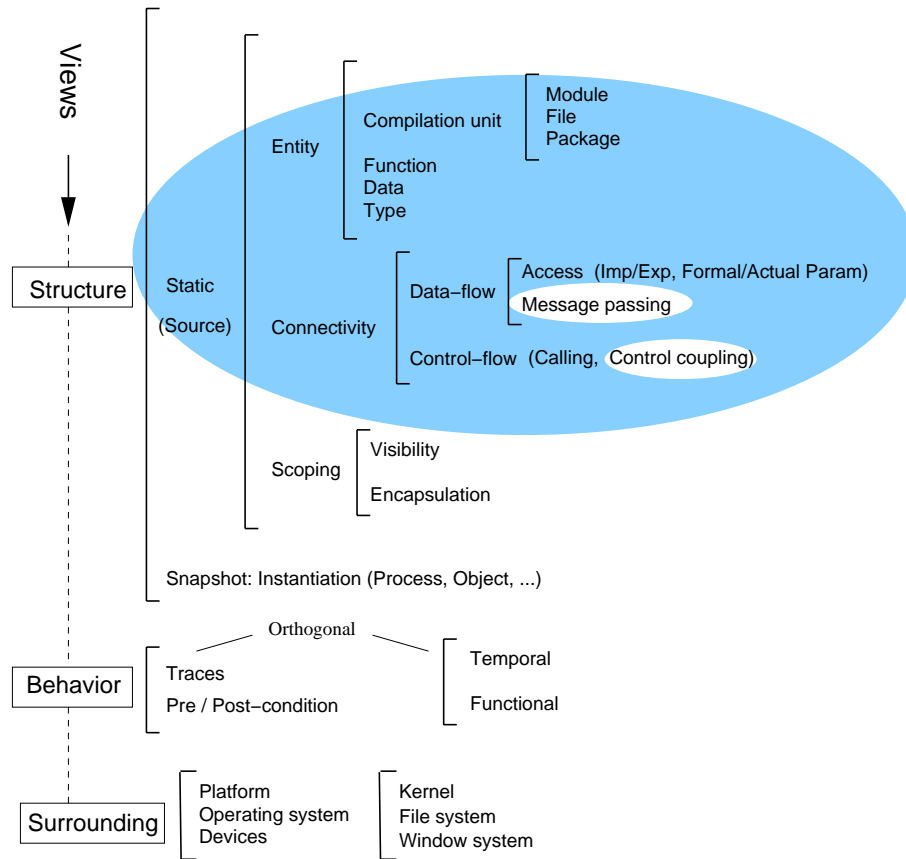 Views
Structure
Static
(Source)
Entity
Compilation unit
Module
File
Package
Function
Data
Type
Connectivity
Data−flow
Access (Imp/Exp, Formal/Actual Param)
Message passing
Control−flow (Calling, Control coupling)
Scoping
Visibility
Encapsulation
Snapshot: Instantiation (Process, Object, ...)
Orthogonal
Behavior
Traces
Pre / Post−condition
Temporal
Functional
Surrounding
Platform
Operating system
Devices
Kernel
File system
Window system